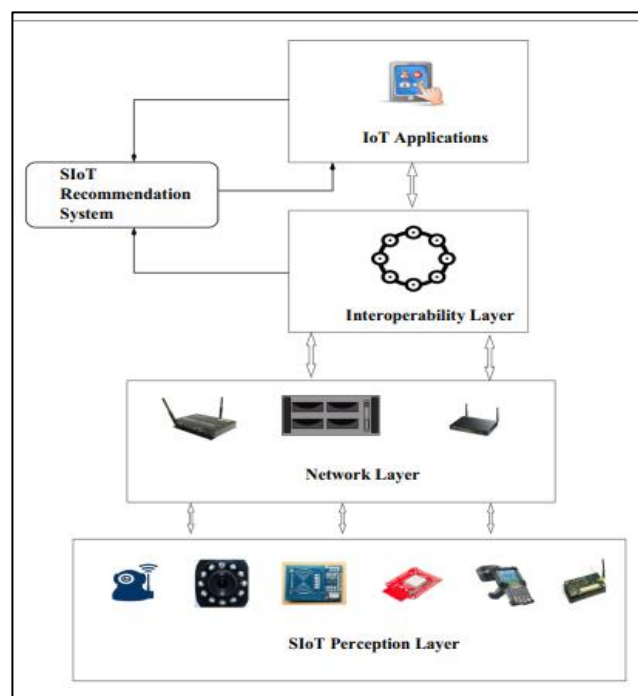 IoT Applications
SIoT
Recommendation
System
Interoperability Layer
Network Layer
SIoT Perception Layer